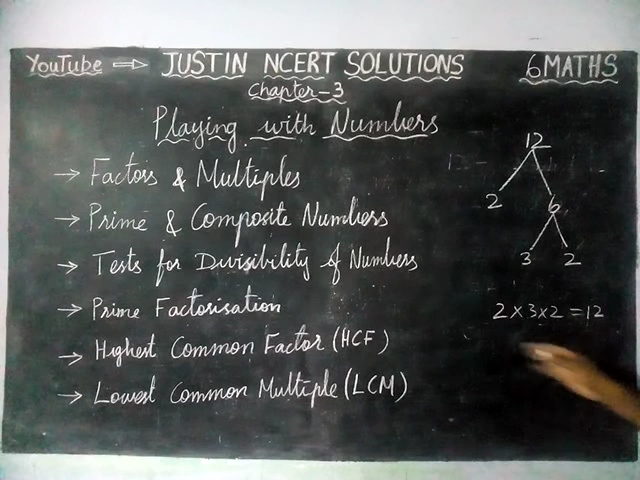 YouTube ⇒ JUSTIN NCERT SOLUTIONS 6 MATHS
Chapter-3
Playing with Numbers
→ Factors & Multiples
→ Prime & Composite Numbers
→ Tests for Divisibility of Numbers
→ Prime Factorisation
→ Highest Common Factor (HCF)
→ Lowest Common Multiple (LCM)
12
2 6
3 2
2×3×2=12